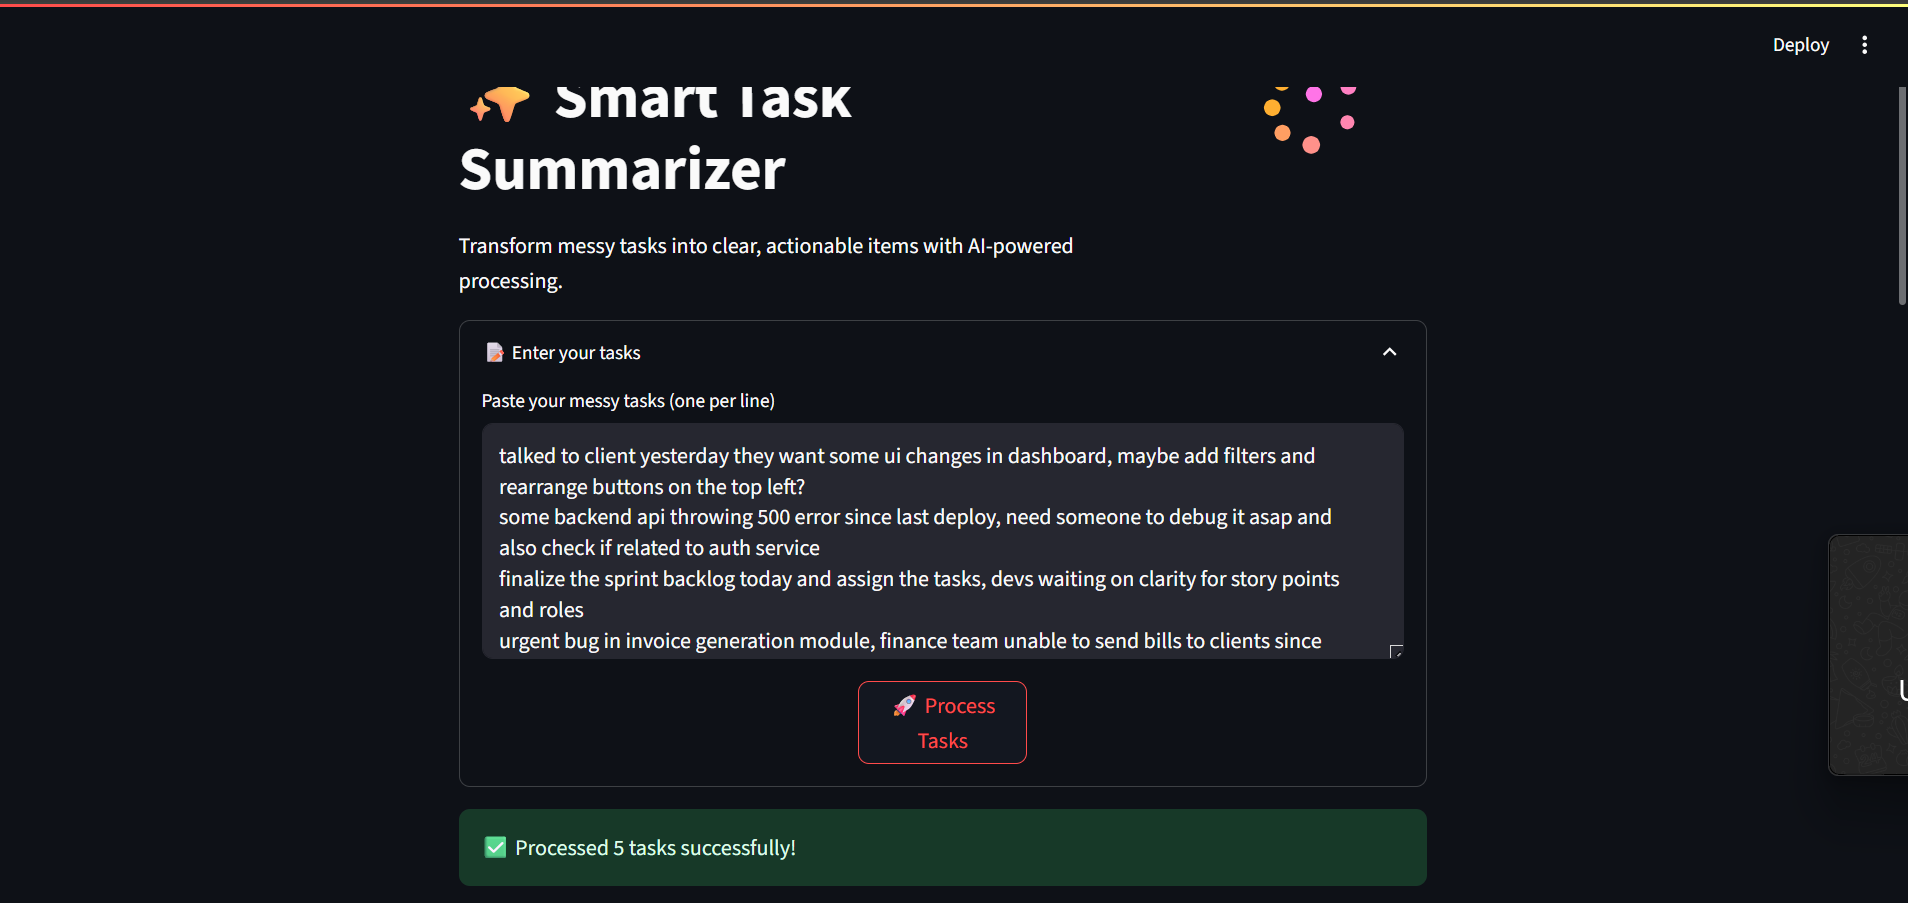 Deploy
Smart Task
Summarizer
Transform messy tasks into clear, actionable items with AI-powered
processing.
Enter your tasks
Paste your messy tasks (one per line)
talked to client yesterday they want some ui changes in dashboard, maybe add filters and
rearrange buttons on the top left?
some backend api throwing 500 error since last deploy, need someone to debug it asap and
also check if related to auth service
finalize the sprint backlog today and assign the tasks, devs waiting on clarity for story points
and roles
urgent bug in invoice generation module, finance team unable to send bills to clients since
Process
Tasks
Processed 5 tasks successfully!